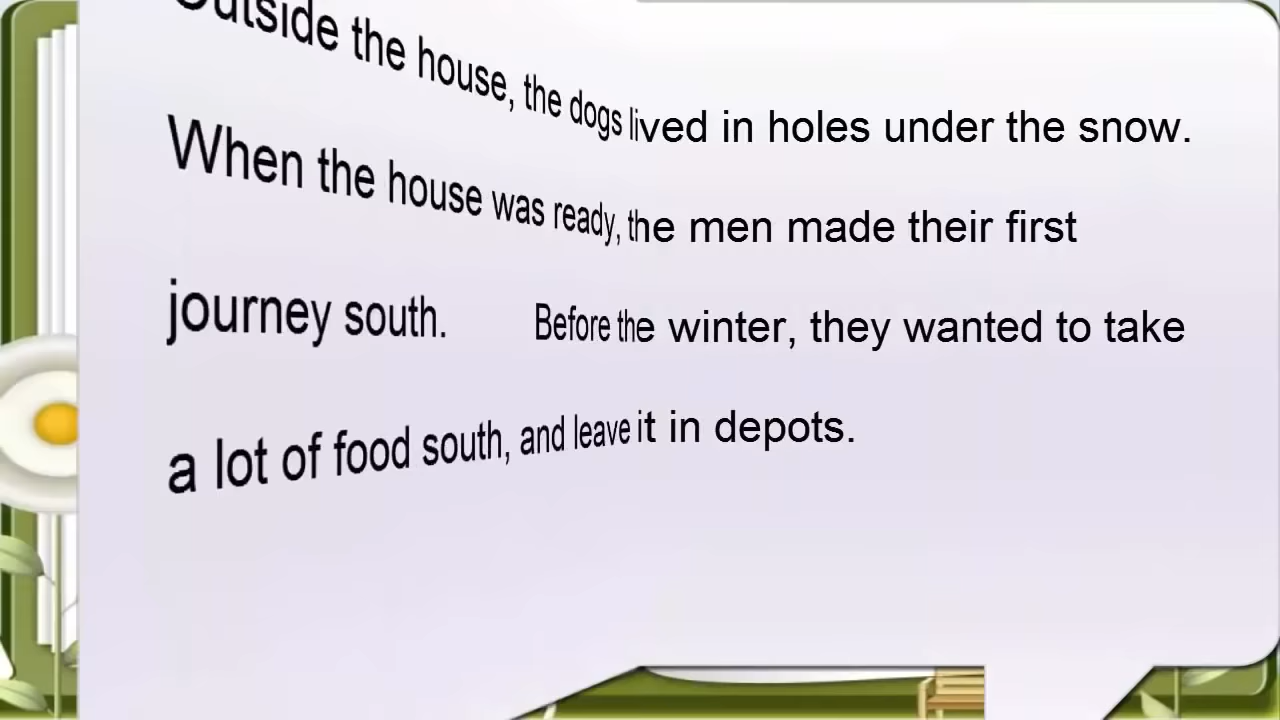 Outside the house, the dogs lived in holes under the snow.
When the house was ready, the men made their first
journey south. Before the winter, they wanted to take
a lot of food south, and leave it in depots.